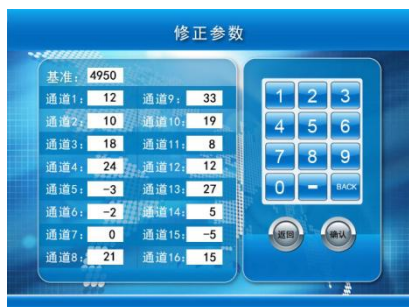 修正参数
基准： 4950
通道1： 12 通道9： 33
通道2： 10 通道10： 19
通道3： 18 通道11： 8
通道4： 24 通道12： 12
通道5： -3 通道13： 27
通道6： -2 通道14： 5
通道7： 0 通道15： -5
通道8： 21 通道16： 15
1 2 3
4 5 6
7 8 9
0 - BACK
返回 确认